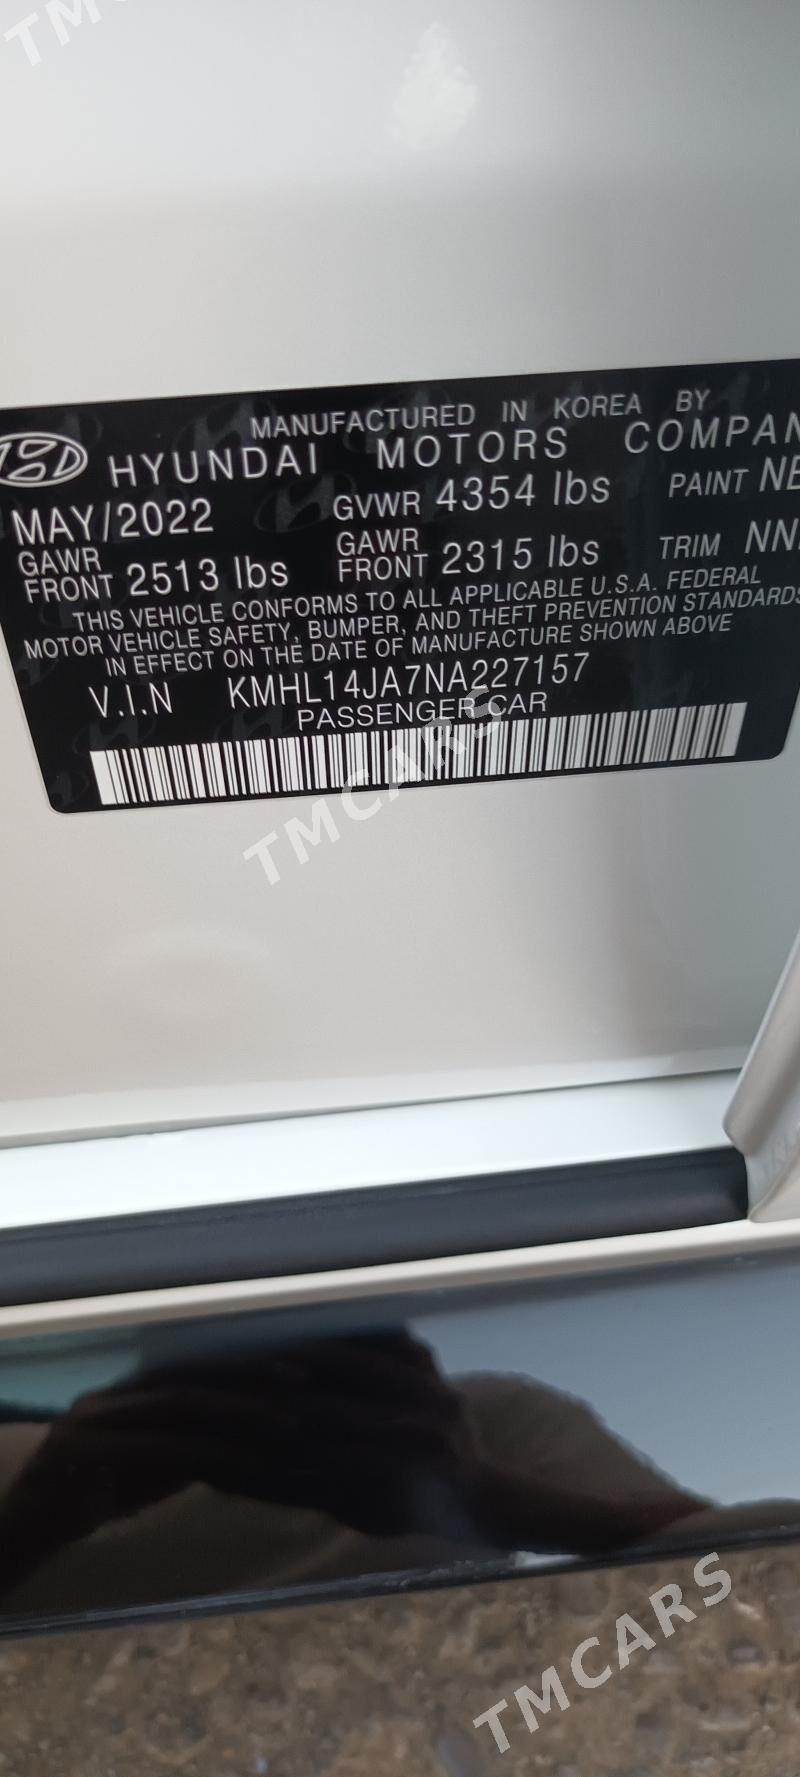 TMCARS
MANUFACTURED IN KOREA BY
HYUNDAI MOTORS COMPAN
MAY/2022 GVWR 4354 lbs PAINT NE
GAWR FRONT 2513 lbs GAWR FRONT 2315 lbs TRIM NN
THIS VEHICLE CONFORMS TO ALL APPLICABLE U.S.A. FEDERAL
MOTOR VEHICLE SAFETY, BUMPER, AND THEFT PREVENTION STANDARDS
IN EFFECT ON THE DATE OF MANUFACTURE SHOWN ABOVE
V.I.N KMHL14JA7NA227157
PASSENGER CAR
TMCARS
TMCARS